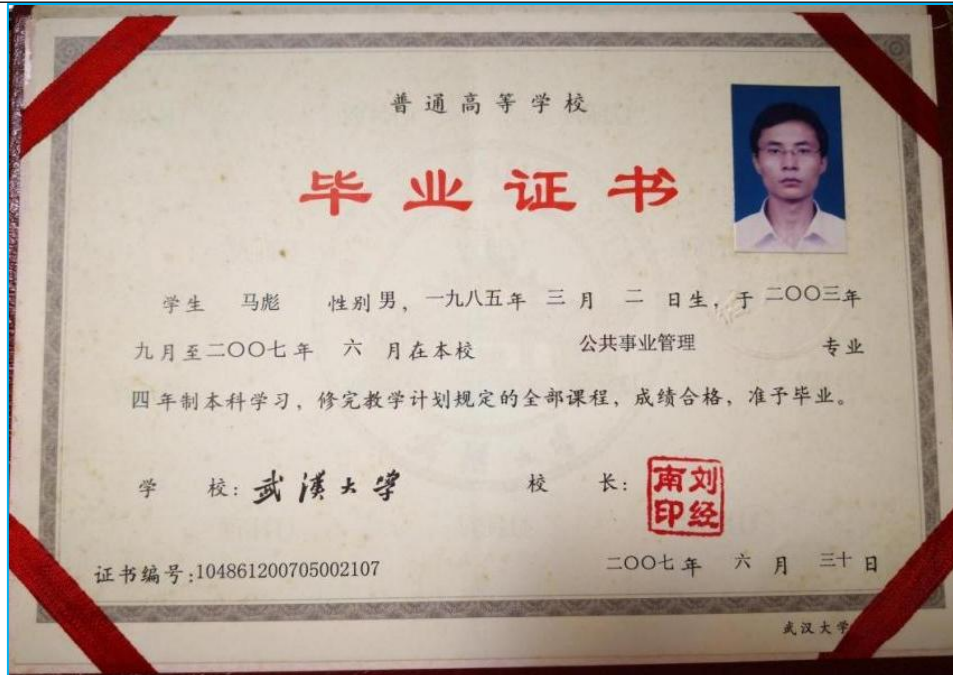 普通高等学校
毕业证书
学生 马彪 性别 男，一九八五年 三 月 二 日生，于 二〇〇三年
九月至二〇〇七年 六 月在本校 公共事业管理 专业
四年制本科学习，修完教学计划规定的全部课程，成绩合格，准予毕业。
学 校：武漢大學 校 长：刘经南印
证书编号：104861200705002107 二〇〇七年 六 月 三十 日
武汉大学